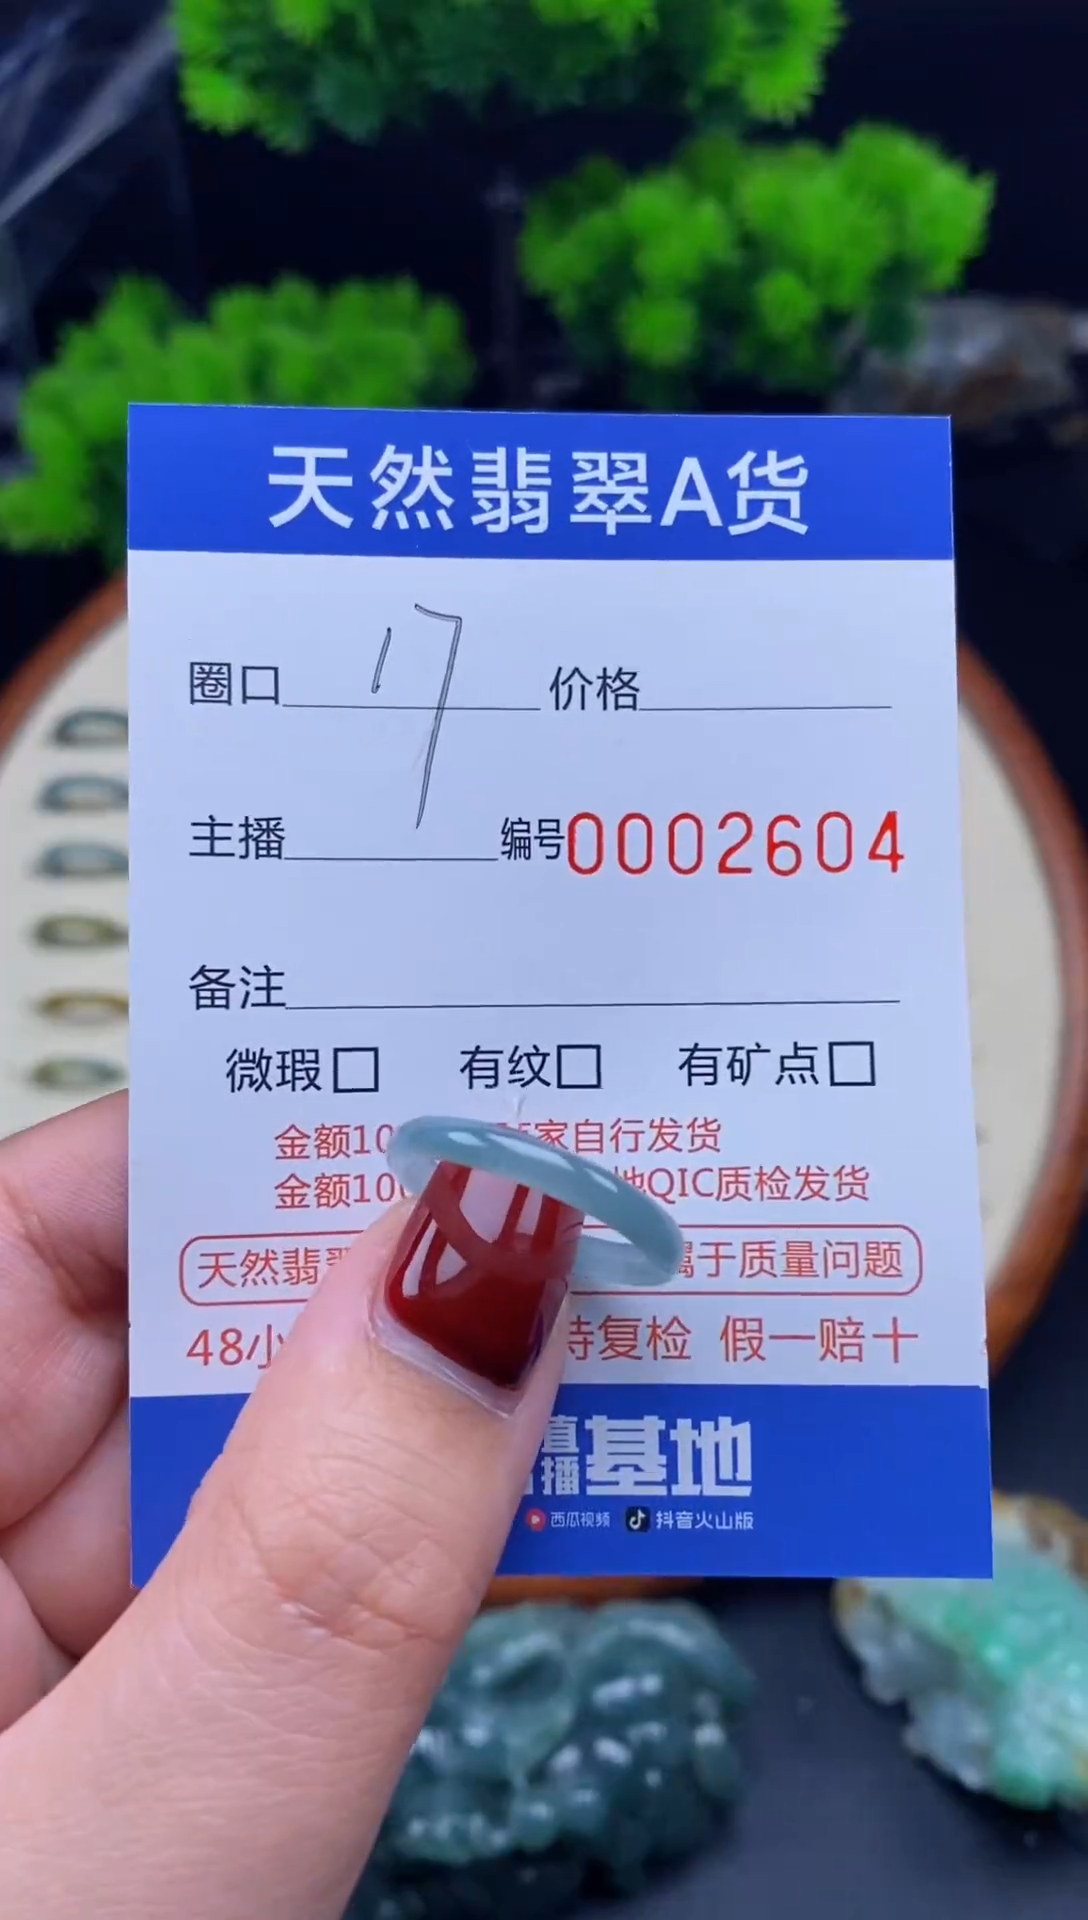 天然翡翠A货
圈口 17 价格
主播 编号0002604
备注
微瑕□ 有纹□ 有矿点□
金额10 家自行发货
金额100 地QIC质检发货
天然翡 属于质量问题
48小 持复检 假一赔十
直播基地
西瓜视频 抖音火山版